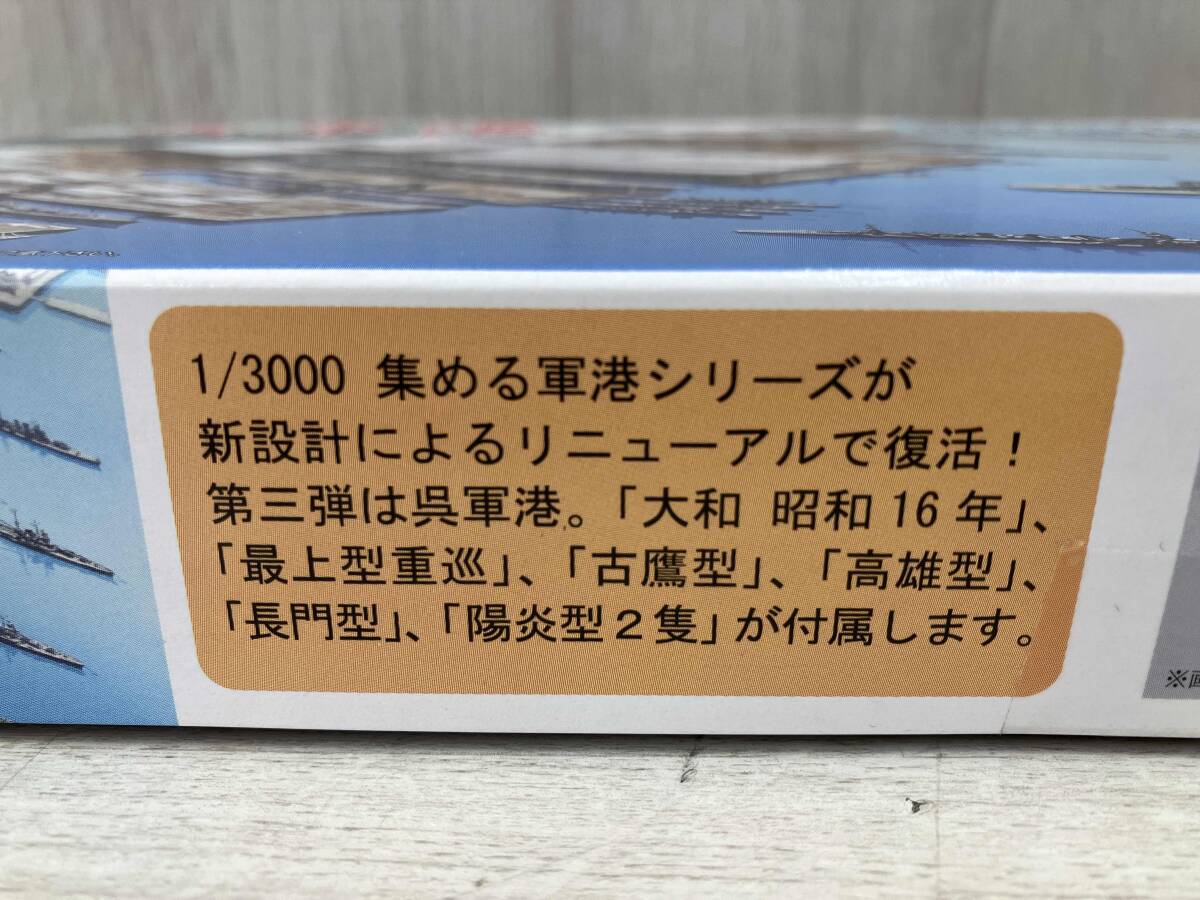 1/3000 集める軍港シリーズが
新設計によるリニューアルで復活！
第三弾は呉軍港。「大和 昭和16年」、
「最上型重巡」、「古鷹型」、「高雄型」、
「長門型」、「陽炎型２隻」が付属します。
※画